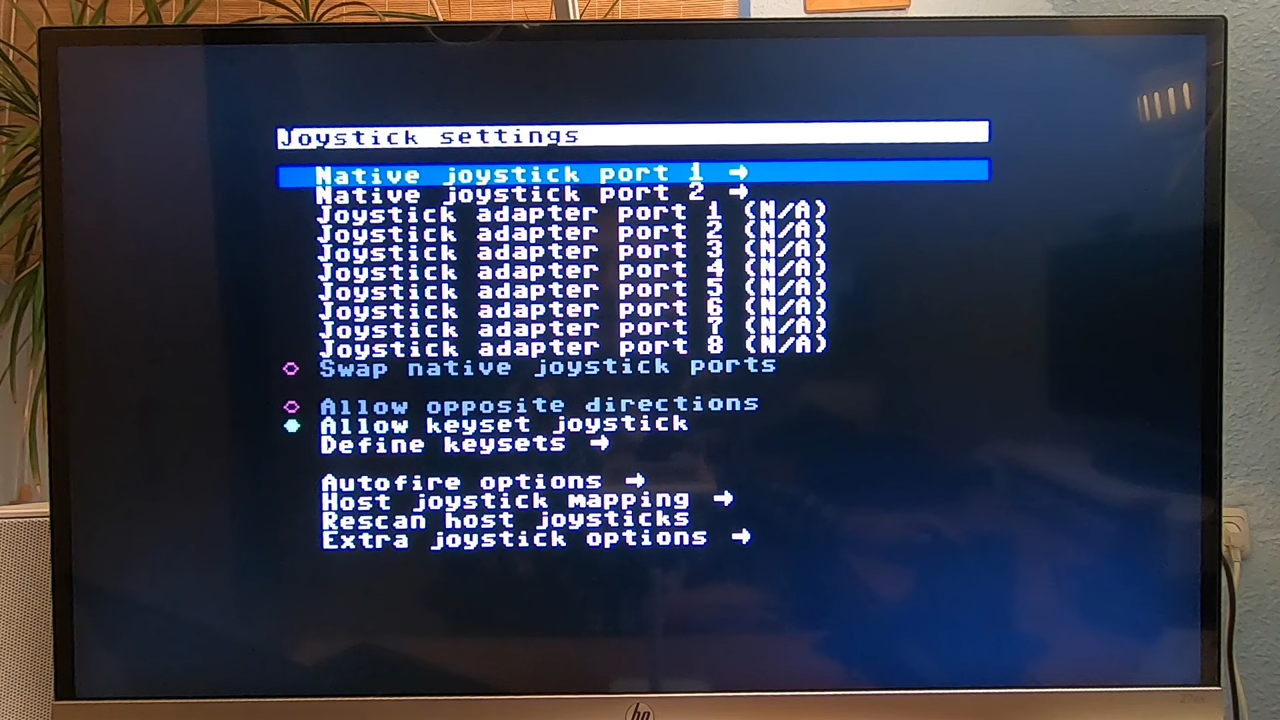 Joystick settings
Native joystick port 1 →
Native joystick port 2 →
Joystick adapter port 1 (N/A)
Joystick adapter port 2 (N/A)
Joystick adapter port 3 (N/A)
Joystick adapter port 4 (N/A)
Joystick adapter port 5 (N/A)
Joystick adapter port 6 (N/A)
Joystick adapter port 7 (N/A)
Joystick adapter port 8 (N/A)
Swap native joystick ports
Allow opposite directions
Allow keyset joystick
Define keysets →
Autofire options →
Host joystick mapping →
Rescan host joysticks
Extra joystick options →
hp